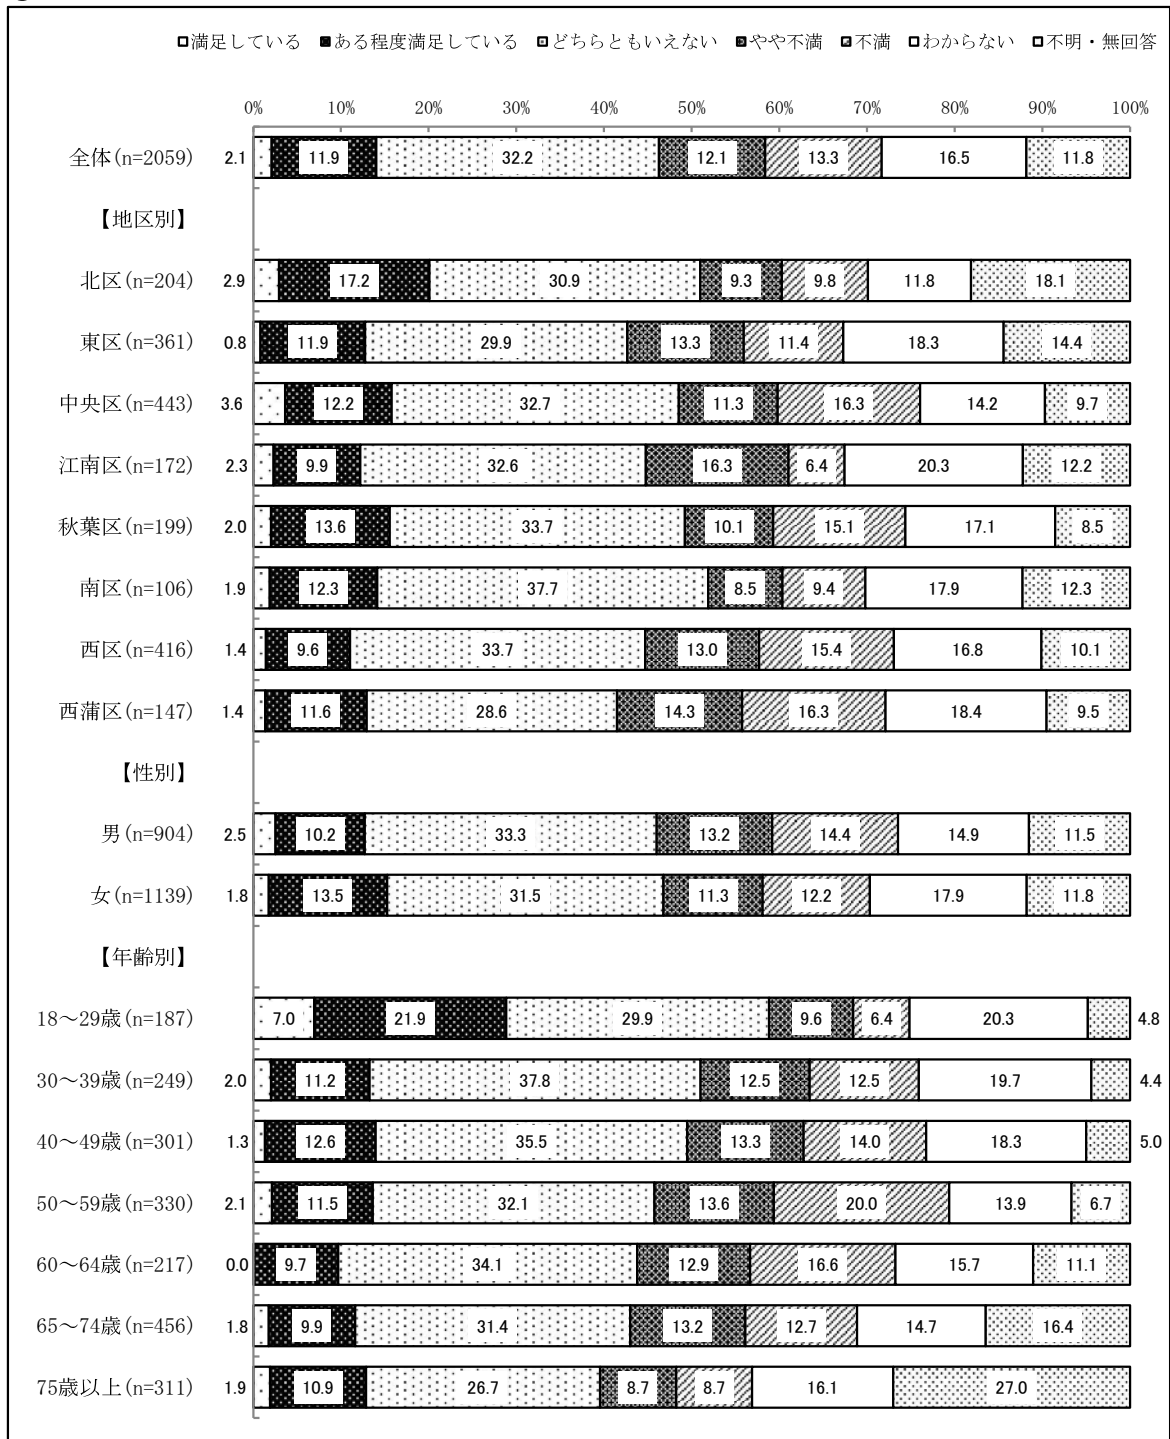 満足している ある程度満足している どちらともいえない やや不満 不満 わからない 不明・無回答
0% 10% 20% 30% 40% 50% 60% 70% 80% 90% 100%
全体(n=2059) 2.1 11.9 32.2 12.1 13.3 16.5 11.8
【地区別】
北区(n=204) 2.9 17.2 30.9 9.3 9.8 11.8 18.1
東区(n=361) 0.8 11.9 29.9 13.3 11.4 18.3 14.4
中央区(n=443) 3.6 12.2 32.7 11.3 16.3 14.2 9.7
江南区(n=172) 2.3 9.9 32.6 16.3 6.4 20.3 12.2
秋葉区(n=199) 2.0 13.6 33.7 10.1 15.1 17.1 8.5
南区(n=106) 1.9 12.3 37.7 8.5 9.4 17.9 12.3
西区(n=416) 1.4 9.6 33.7 13.0 15.4 16.8 10.1
西蒲区(n=147) 1.4 11.6 28.6 14.3 16.3 18.4 9.5
【性別】
男(n=904) 2.5 10.2 33.3 13.2 14.4 14.9 11.5
女(n=1139) 1.8 13.5 31.5 11.3 12.2 17.9 11.8
【年齢別】
18～29歳(n=187) 7.0 21.9 29.9 9.6 6.4 20.3 4.8
30～39歳(n=249) 2.0 11.2 37.8 12.5 12.5 19.7 4.4
40～49歳(n=301) 1.3 12.6 35.5 13.3 14.0 18.3 5.0
50～59歳(n=330) 2.1 11.5 32.1 13.6 20.0 13.9 6.7
60～64歳(n=217) 0.0 9.7 34.1 12.9 16.6 15.7 11.1
65～74歳(n=456) 1.8 9.9 31.4 13.2 12.7 14.7 16.4
75歳以上(n=311) 1.9 10.9 26.7 8.7 8.7 16.1 27.0